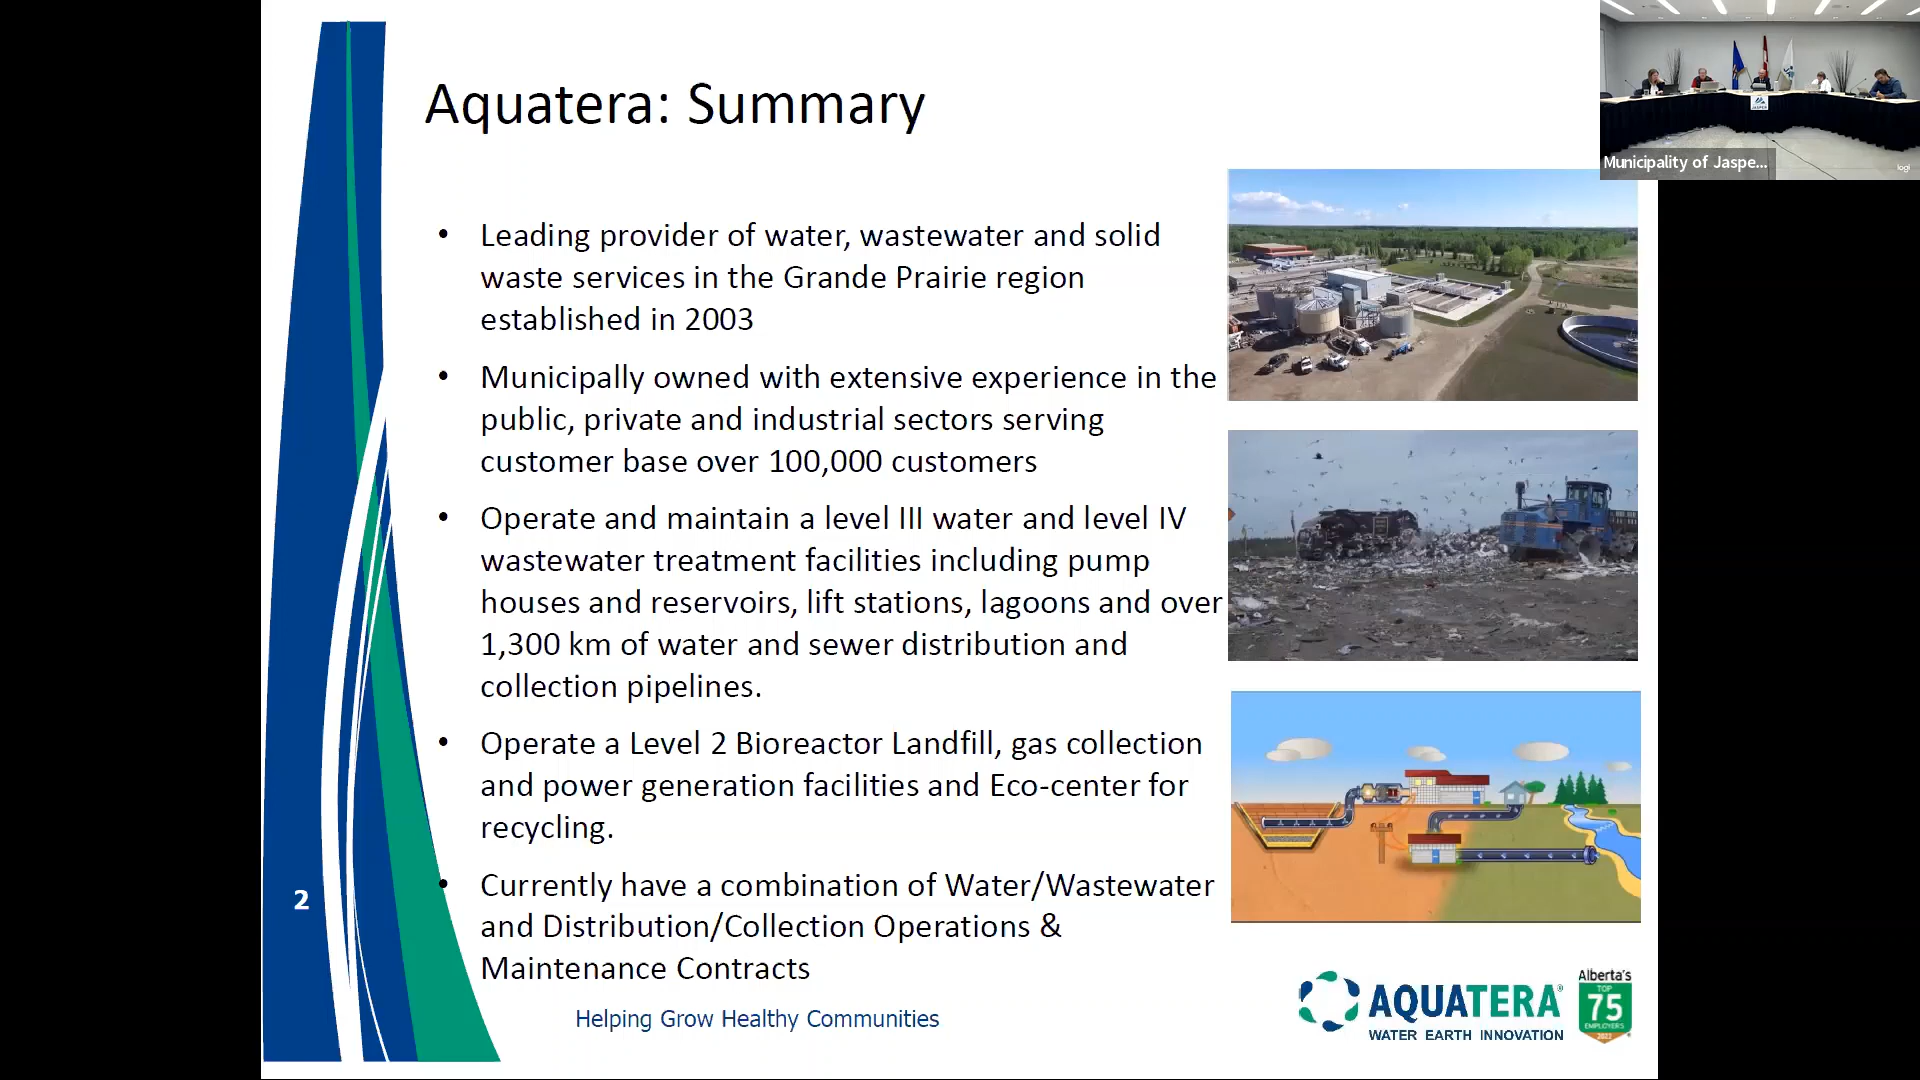 Aquatera: Summary
• Leading provider of water, wastewater and solid
waste services in the Grande Prairie region
established in 2003
• Municipally owned with extensive experience in the
public, private and industrial sectors serving
customer base over 100,000 customers
• Operate and maintain a level III water and level IV
wastewater treatment facilities including pump
houses and reservoirs, lift stations, lagoons and over
1,300 km of water and sewer distribution and
collection pipelines.
• Operate a Level 2 Bioreactor Landfill, gas collection
and power generation facilities and Eco-center for
recycling.
• Currently have a combination of Water/Wastewater
and Distribution/Collection Operations &
Maintenance Contracts
2
Helping Grow Healthy Communities
AQUATERA®
WATER EARTH INNOVATION
Alberta's
TOP
75
EMPLOYERS
JASPER
Municipality of Jaspe...
logi